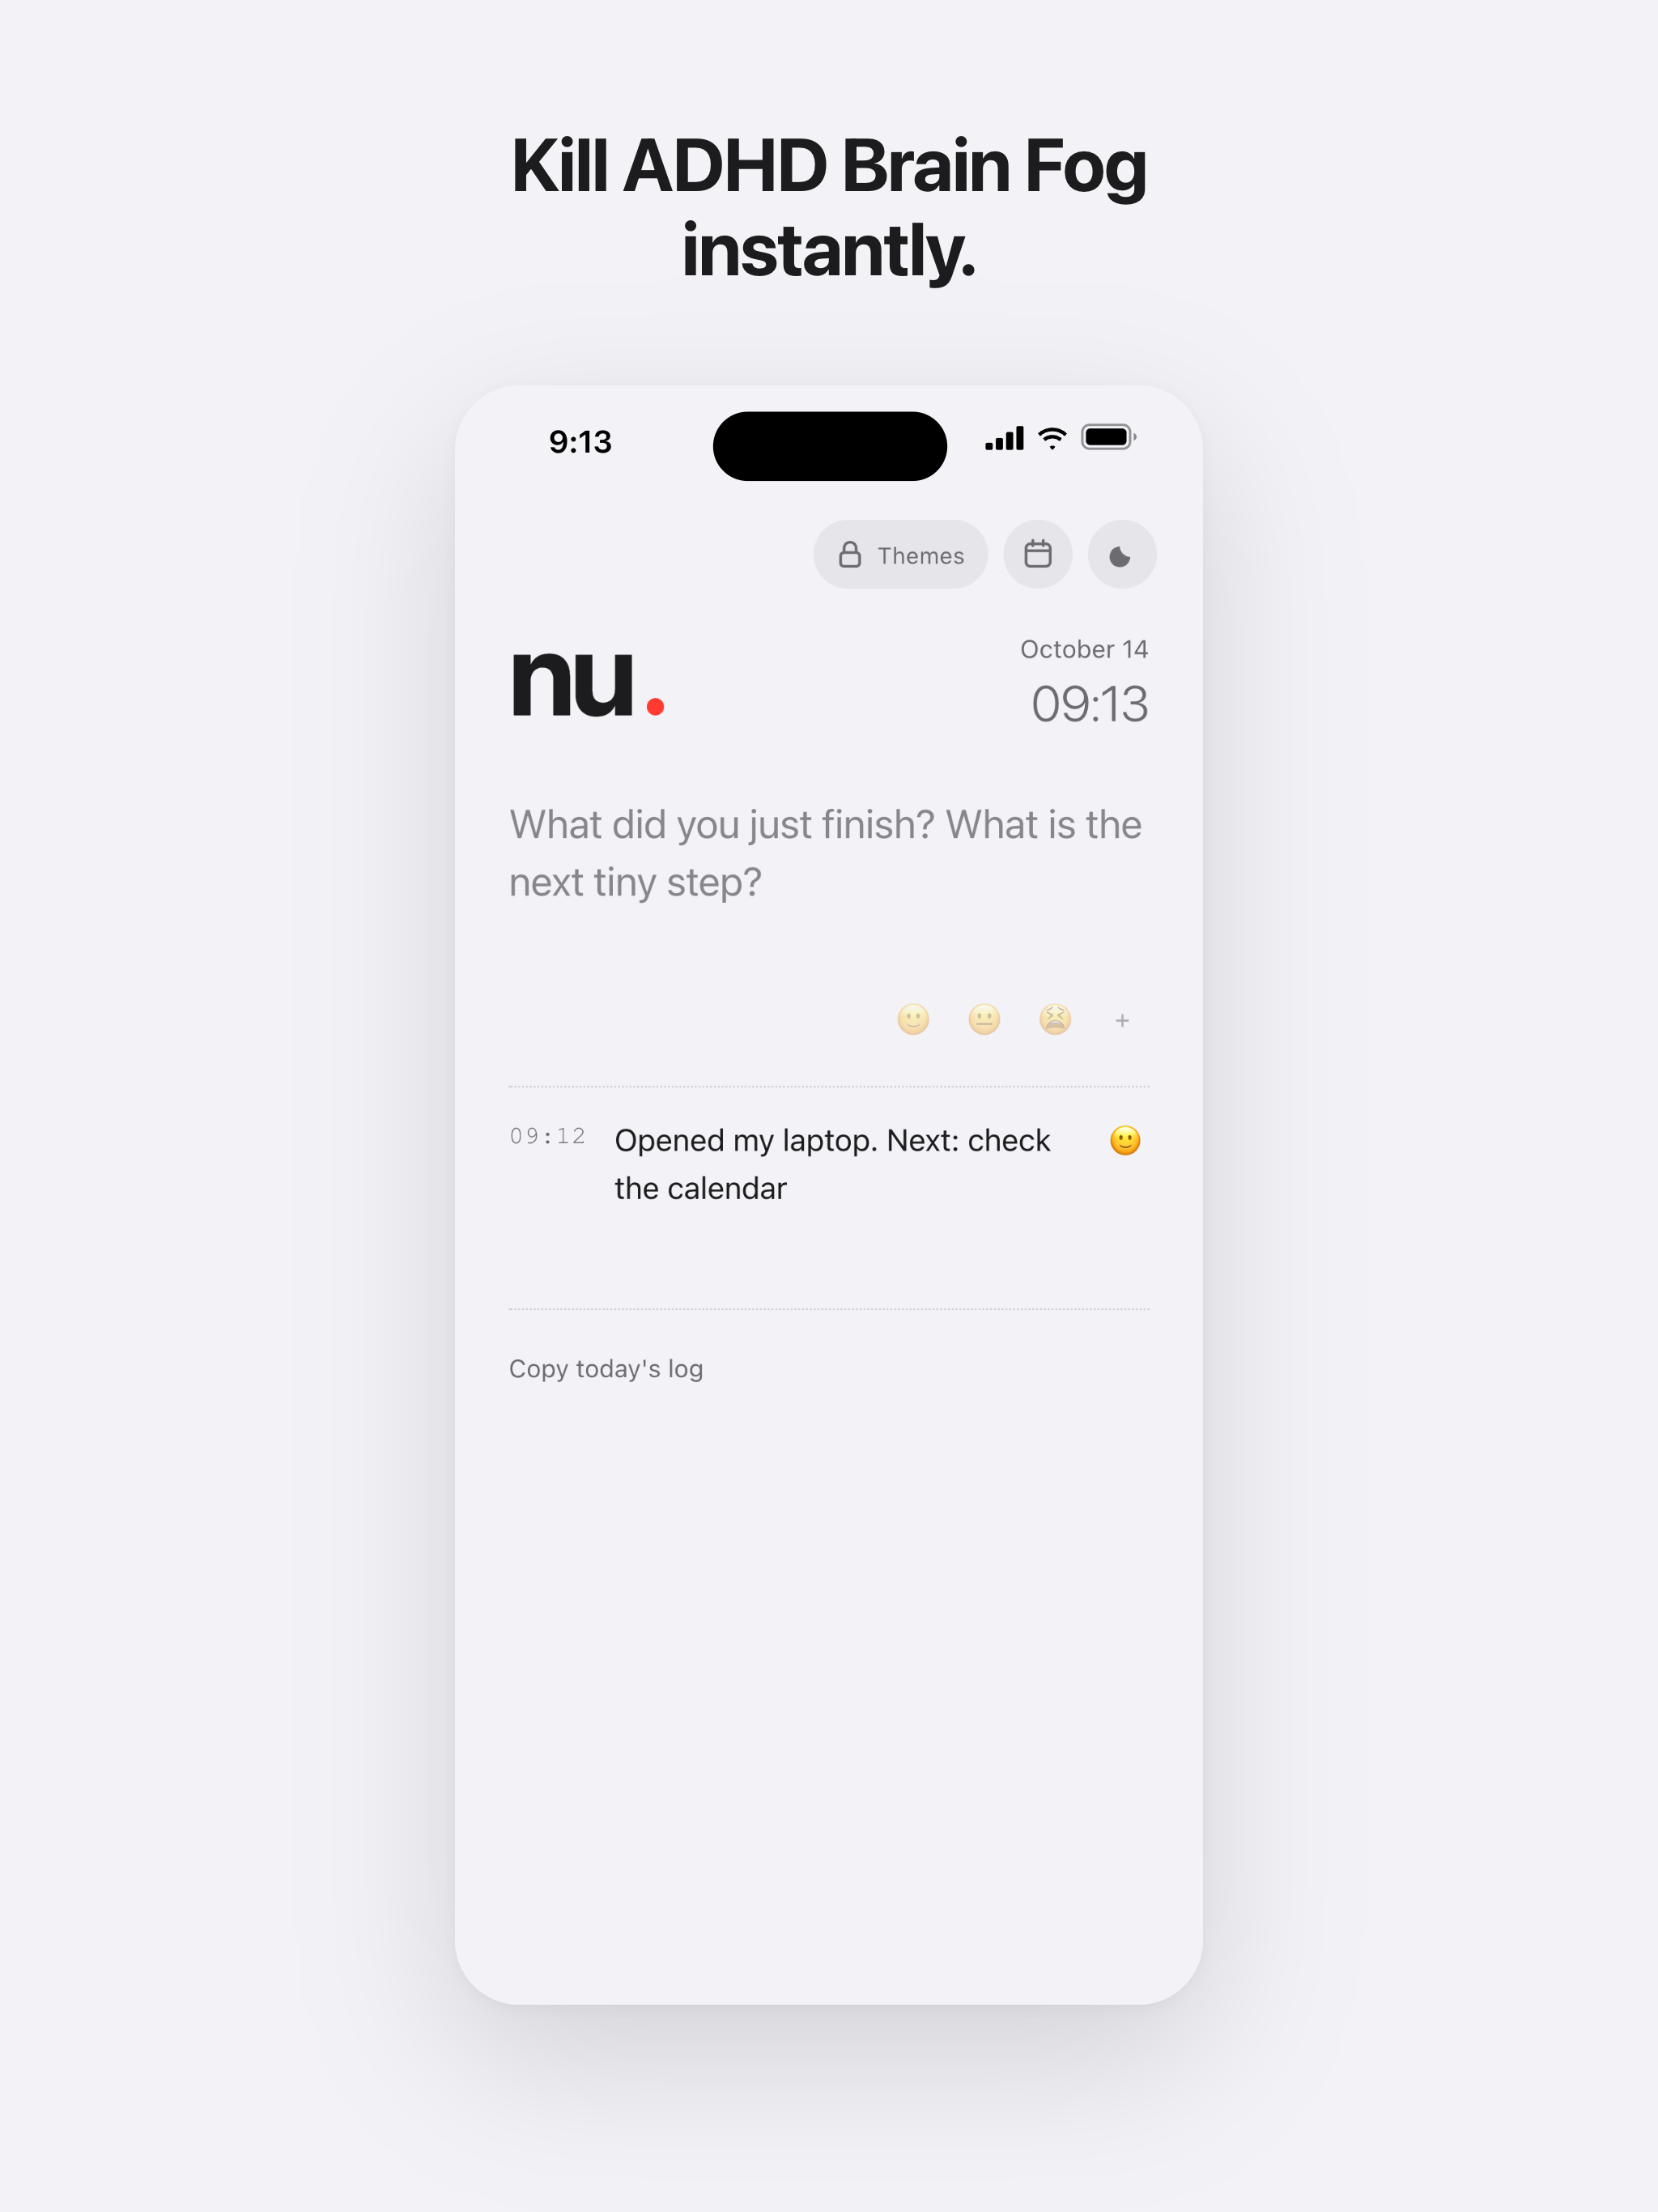 Kill ADHD Brain Fog
instantly.
9:13
Themes
nu.
October 14
09:13
What did you just finish? What is the
next tiny step?
+
09:12 Opened my laptop. Next: check
the calendar
Copy today's log